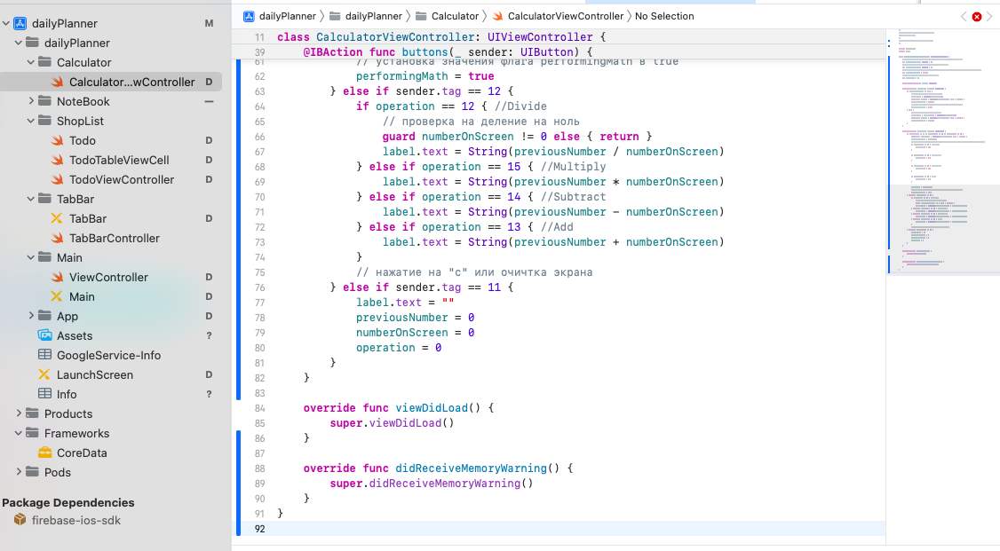 dailyPlanner M
dailyPlanner
Calculator
Calculator...wController D
NoteBook
ShopList
Todo D
TodoTableViewCell D
TodoViewController D
TabBar
TabBar D
TabBarController
Main
ViewController D
Main D
App D
Assets ?
GoogleService-Info
LaunchScreen D
Info ?
Products
Frameworks
CoreData
Pods
Package Dependencies
firebase-ios-sdk
dailyPlanner dailyPlanner Calculator CalculatorViewController No Selection
11 class CalculatorViewController: UIViewController {
39 @IBAction func buttons(_ sender: UIButton) {
61 // установка значения флага performingMath в true
62 performingMath = true
63 } else if sender.tag == 12 {
64 if operation == 12 { //Divide
65 // проверка на деление на ноль
66 guard numberOnScreen != 0 else { return }
67 label.text = String(previousNumber / numberOnScreen)
68 } else if operation == 15 { //Multiply
69 label.text = String(previousNumber * numberOnScreen)
70 } else if operation == 14 { //Subtract
71 label.text = String(previousNumber - numberOnScreen)
72 } else if operation == 13 { //Add
73 label.text = String(previousNumber + numberOnScreen)
74 }
75 // нажатие на "с" или очичтка экрана
76 } else if sender.tag == 11 {
77 label.text = ""
78 previousNumber = 0
79 numberOnScreen = 0
80 operation = 0
81 }
82 }
83
84 override func viewDidLoad() {
85 super.viewDidLoad()
86 }
87
88 override func didReceiveMemoryWarning() {
89 super.didReceiveMemoryWarning()
90 }
91 }
92